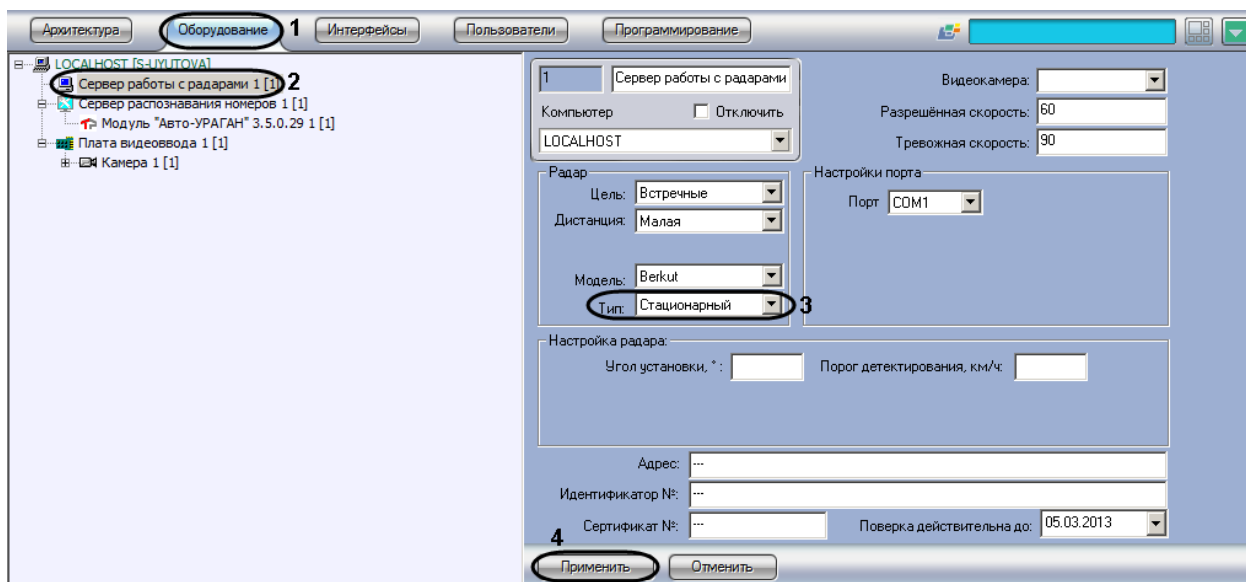 Архитектура Оборудование 1 Интерфейсы Пользователи Программирование
LOCALHOST [S-UYUTOVA]
Сервер работы с радарами 1 [1] 2
Сервер распознавания номеров 1 [1]
Модуль "Авто-УРАГАН" 3.5.0.29 1 [1]
Плата видеоввода 1 [1]
Камера 1 [1]
1 Сервер работы с радарами
Компьютер Отключить
LOCALHOST
Видеокамера:
Разрешённая скорость: 60
Тревожная скорость: 90
Радар
Цель: Встречные
Дистанция: Малая
Модель: Berkut
Тип: Стационарный 3
Настройки порта
Порт COM1
Настройка радара:
Угол установки, ° : Порог детектирования, км/ч:
Адрес: ---
Идентификатор №: ---
Сертификат №: --- Поверка действительна до: 05.03.2013
4
Применить Отменить